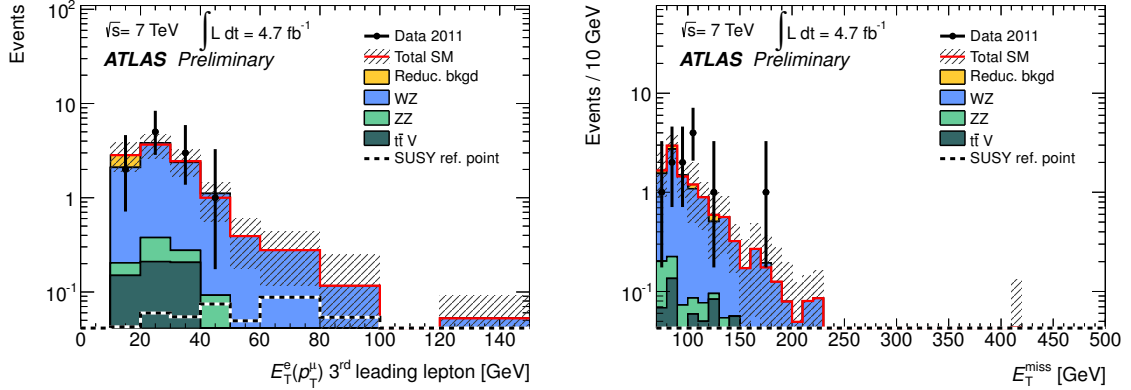 Events
10²
10
1
10⁻¹
√s= 7 TeV ∫ L dt = 4.7 fb⁻¹
ATLAS Preliminary
Data 2011
Total SM
Reduc. bkgd
WZ
ZZ
tt̄ V
SUSY ref. point
0 20 40 60 80 100 120 140
E_T^e(p_T^μ) 3ʳᵈ leading lepton [GeV]
Events / 10 GeV
10
1
10⁻¹
√s= 7 TeV ∫ L dt = 4.7 fb⁻¹
ATLAS Preliminary
Data 2011
Total SM
Reduc. bkgd
WZ
ZZ
tt̄ V
SUSY ref. point
100 150 200 250 300 350 400 450 500
E_T^miss [GeV]